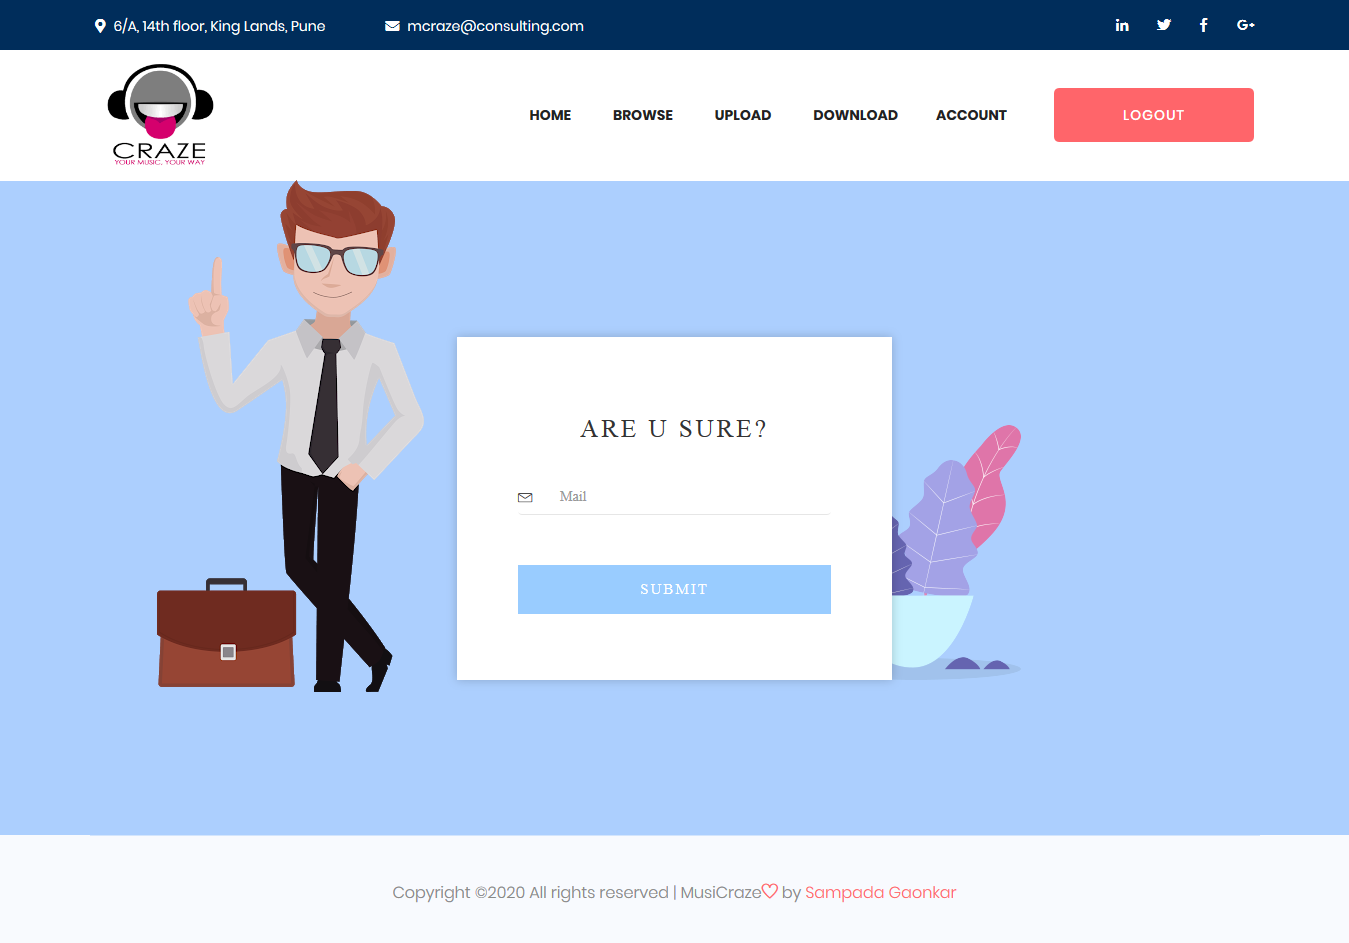 6/A, 14th floor, King Lands, Pune
mcraze@consulting.com
CRAZE
YOUR MUSIC, YOUR WAY
HOME
BROWSE
UPLOAD
DOWNLOAD
ACCOUNT
LOGOUT
ARE U SURE?
Mail
SUBMIT
Copyright ©2020 All rights reserved | MusiCraze♡ by Sampada Gaonkar